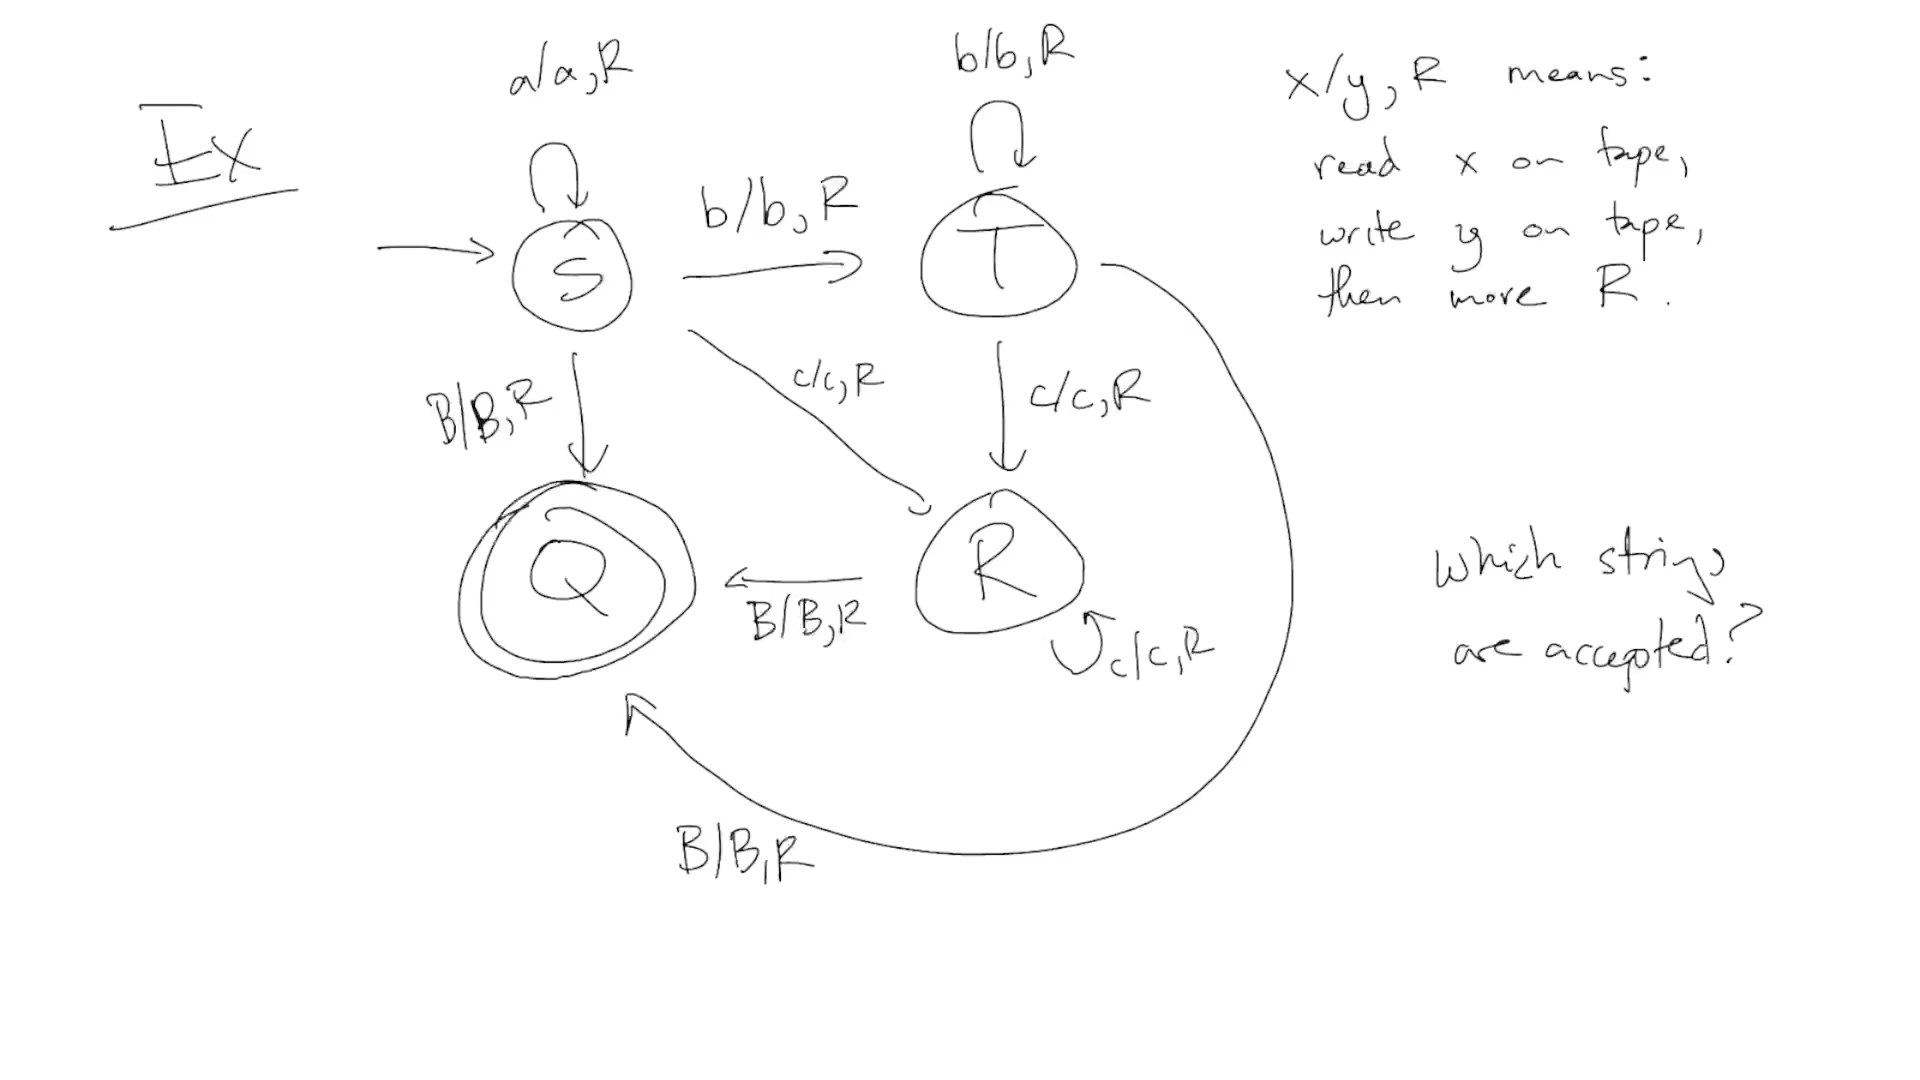 Ex
a/a,R
b/b,R
x/y,R means:
read x on tape,
write y on tape,
then move R.
b/b,R
S
T
B/B,R
c/c,R
c/c,R
Q
R
B/B,R
c/c,R
which strings
are accepted?
B/B,R